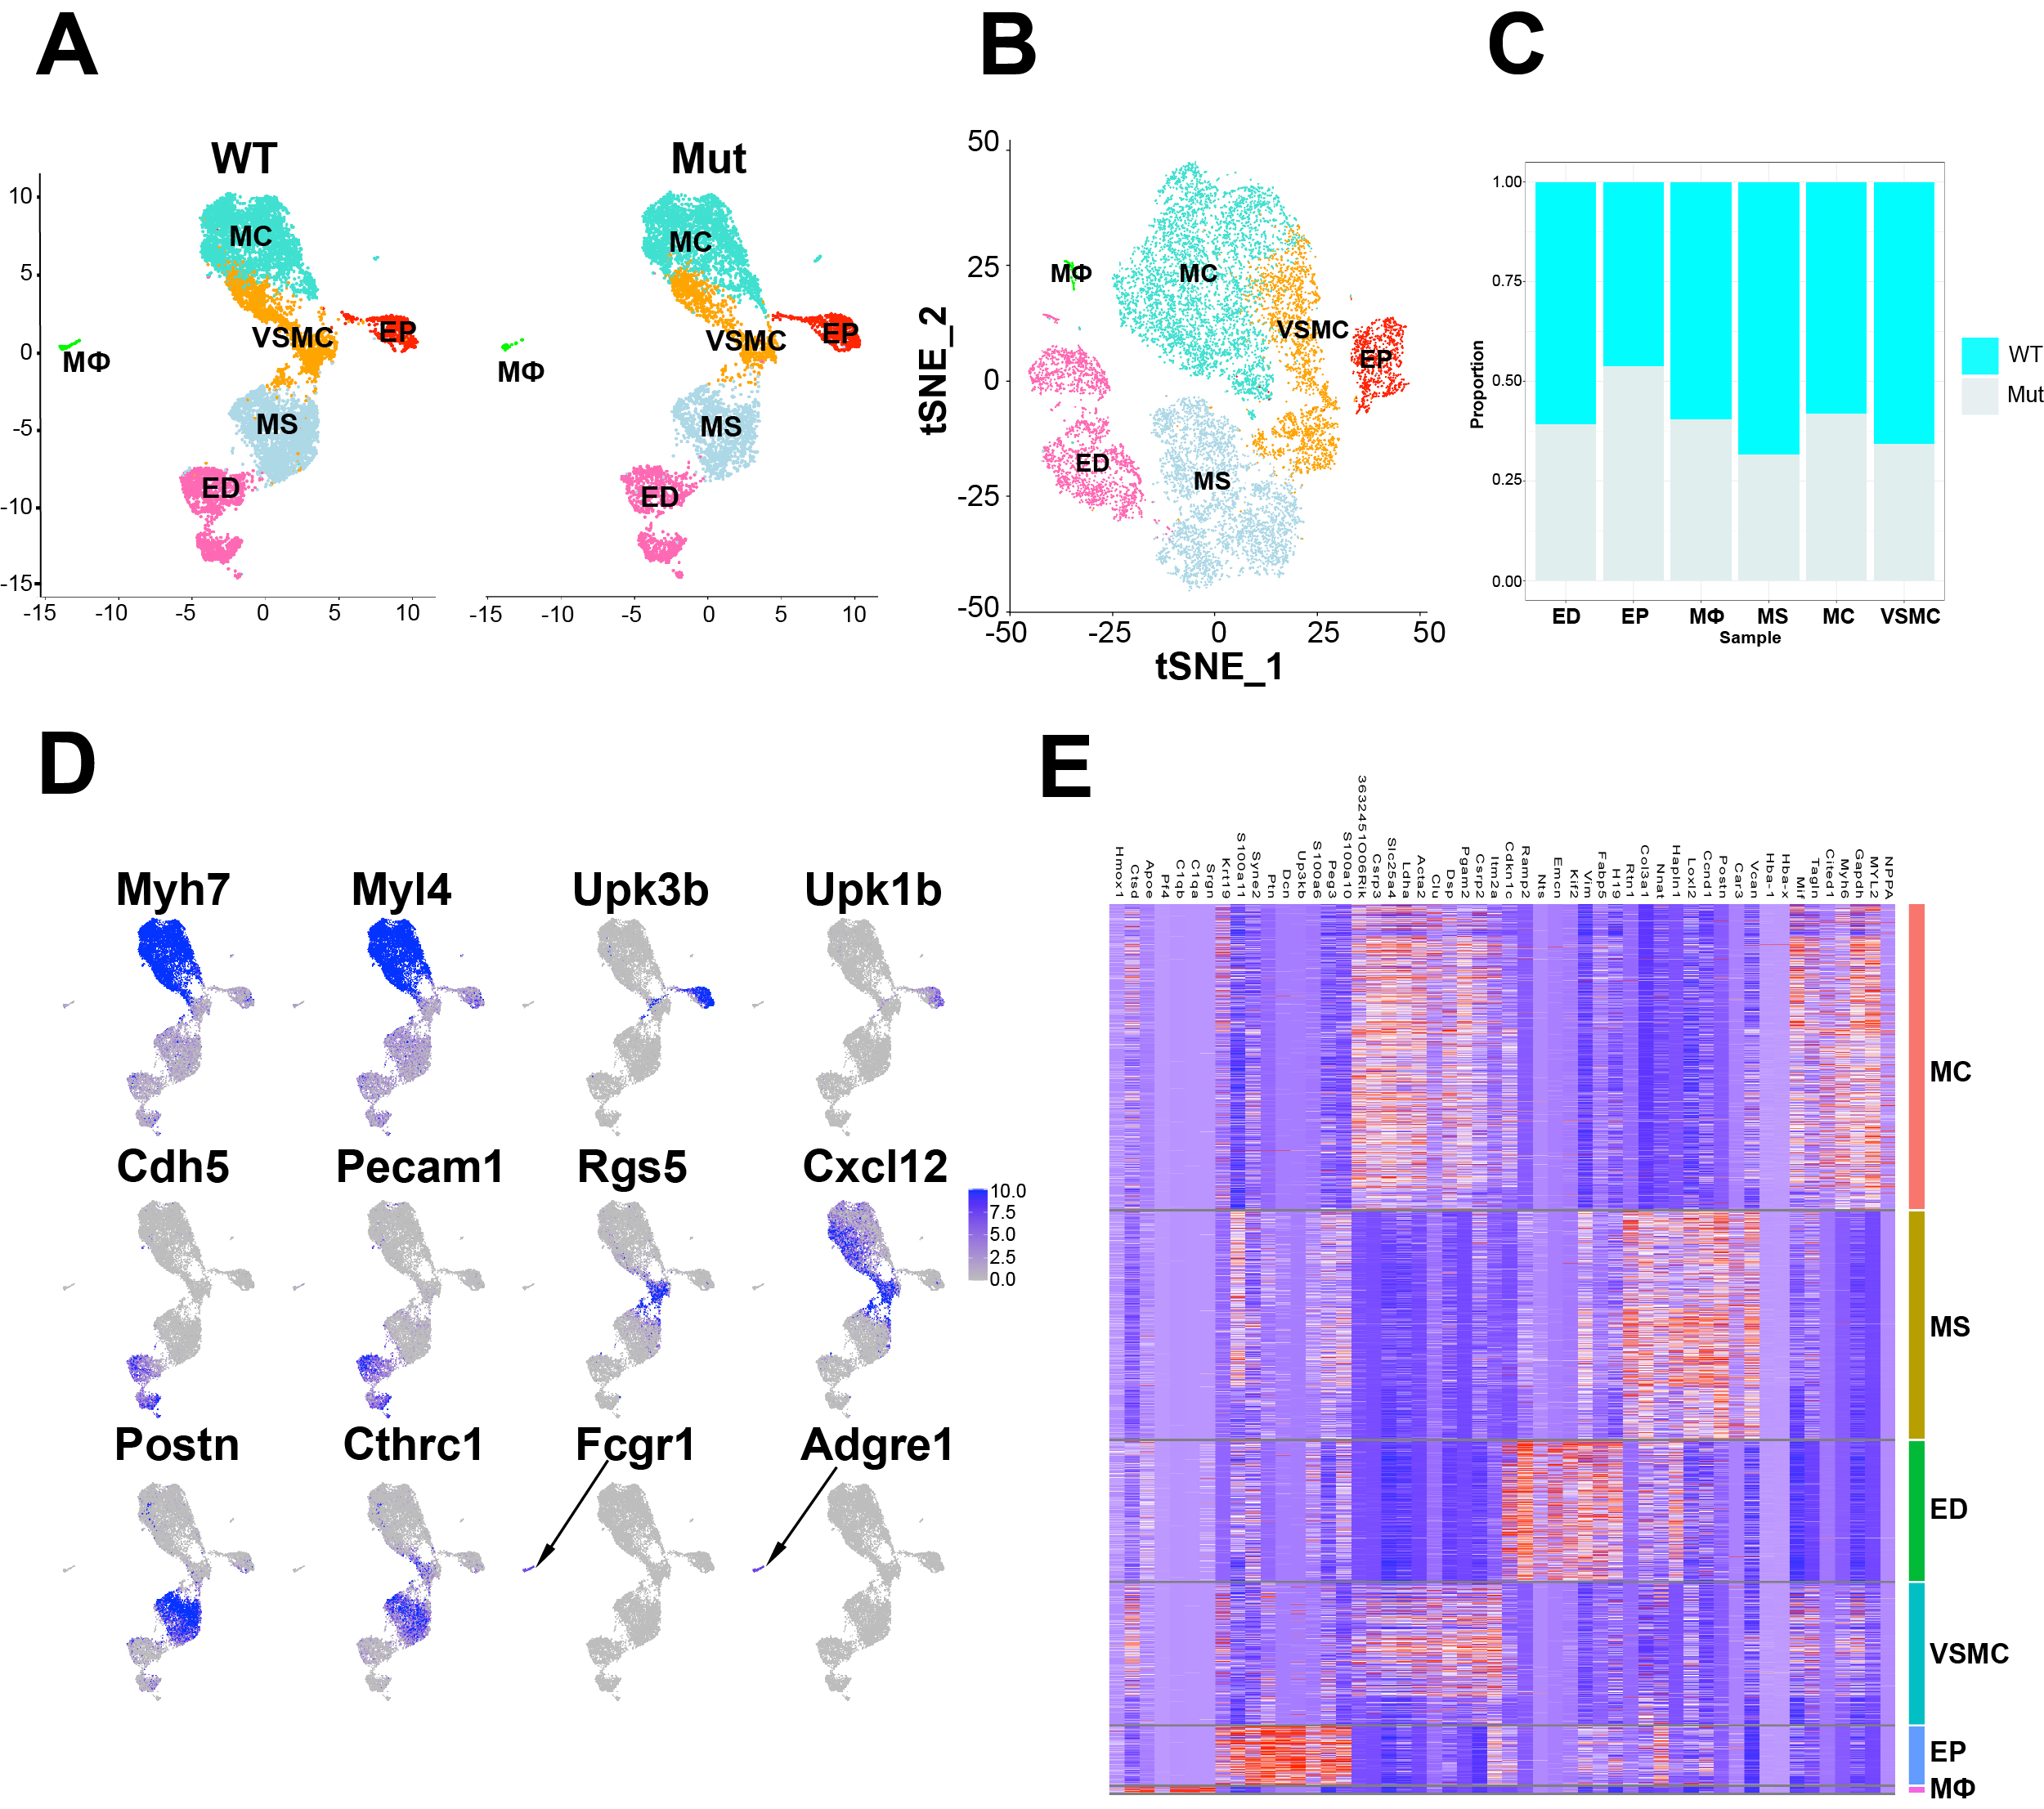 A
B
C
WT
Mut
10
5
0
-5
-10
-15
-15
-10
-5
0
5
10
-15
-10
-5
0
5
10
MC
VSMC
EP
MΦ
MS
ED
MC
VSMC
EP
MΦ
MS
ED
50
25
0
-25
-50
-50
-25
0
25
50
tSNE_2
tSNE_1
MΦ
MC
VSMC
EP
ED
MS
1.00
0.75
0.50
0.25
0.00
Proportion
ED EP MΦ MS MC VSMC
Sample
WT
Mut
D
Myh7 Myl4 Upk3b Upk1b
Cdh5 Pecam1 Rgs5 Cxcl12
10.0
7.5
5.0
2.5
0.0
Postn Cthrc1 Fcgr1 Adgre1
E
Hmox1
Ctsd
Apoe
Pf4
C1qb
C1qa
Srgn
Krt19
S100a11
Syne2
Ptn
Dcn
Up3kb
S100a6
Peg3
S100a10
3632451O06Rik
Csrp3
Slc25a4
Ldha
Acta2
Clu
Dsp
Pgam2
Csrp2
Itm2a
Cdkn1c
Ramp2
Nts
Emcn
Kif2
Vim
Fabp5
H19
Rtn1
Col3a1
Nnat
Hapln1
Loxl2
Ccnd1
Postn
Car3
Vcan
Hba-1
Hba-x
Mif
Tagln
Cited1
Myh6
Gapdh
MYL2
NPPA
MC
MS
ED
VSMC
EP
MΦ